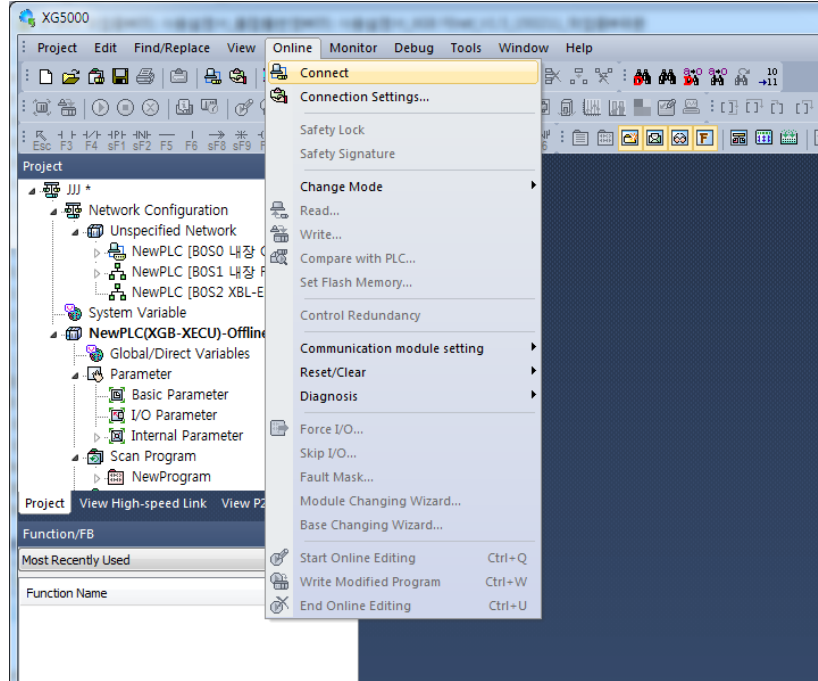 XG5000
Project Edit Find/Replace View Online Monitor Debug Tools Window Help
Esc F3 F4 sF1 sF2 F5 F6 sF8 sF9
Project
JJJ *
Network Configuration
Unspecified Network
NewPLC [B0S0 내장
NewPLC [B0S1 내장
NewPLC [B0S2 XBL-E
System Variable
NewPLC(XGB-XECU)-Offline
Global/Direct Variables
Parameter
Basic Parameter
I/O Parameter
Internal Parameter
Scan Program
NewProgram
Project View High-speed Link View P2
Function/FB
Most Recently Used
Function Name
Connect
Connection Settings...
Safety Lock
Safety Signature
Change Mode
Read...
Write...
Compare with PLC...
Set Flash Memory...
Control Redundancy
Communication module setting
Reset/Clear
Diagnosis
Force I/O...
Skip I/O...
Fault Mask...
Module Changing Wizard...
Base Changing Wizard...
Start Online Editing Ctrl+Q
Write Modified Program Ctrl+W
End Online Editing Ctrl+U